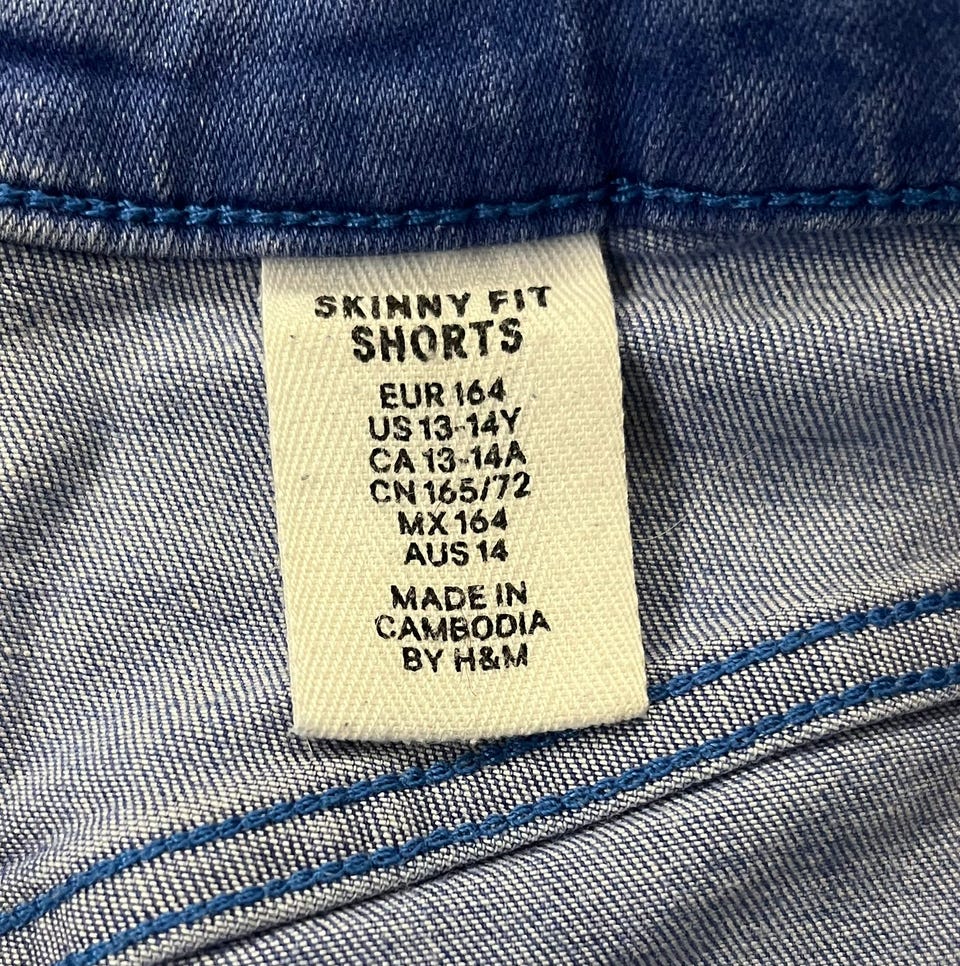 SKINNY FIT
SHORTS
EUR 164
US 13-14Y
CA 13-14A
CN 165/72
MX 164
AUS 14
MADE IN
CAMBODIA
BY H&M